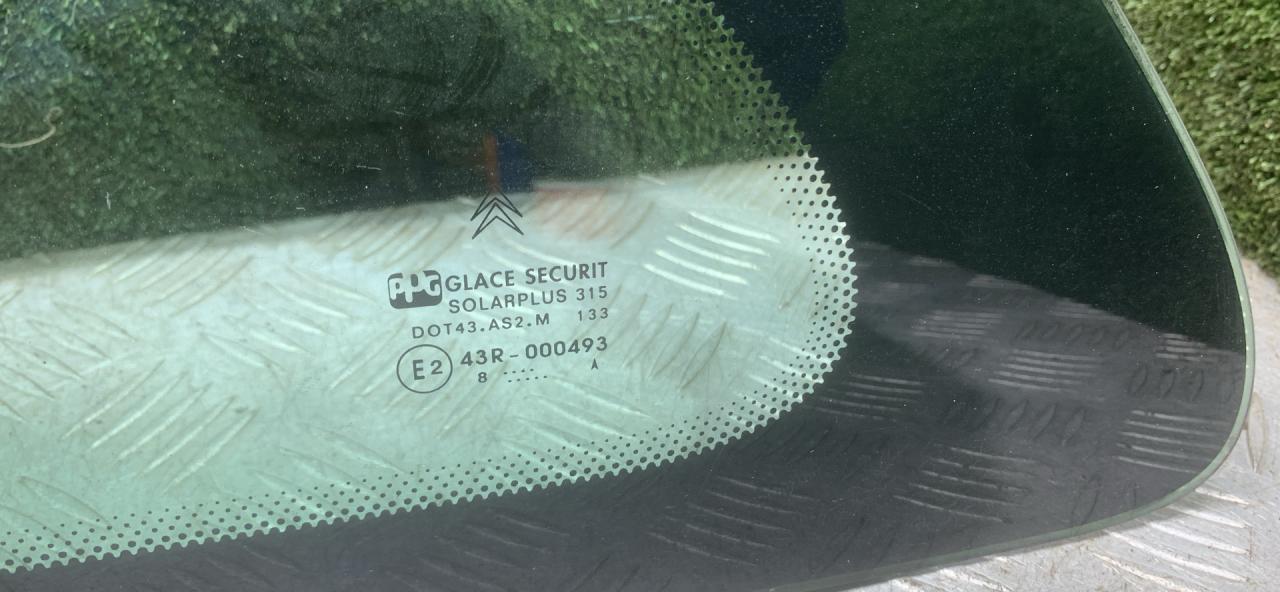 PPG GLACE SECURIT
SOLARPLUS 315
DOT43.AS2.M 133
E2 43R-000493
8 ..:.....